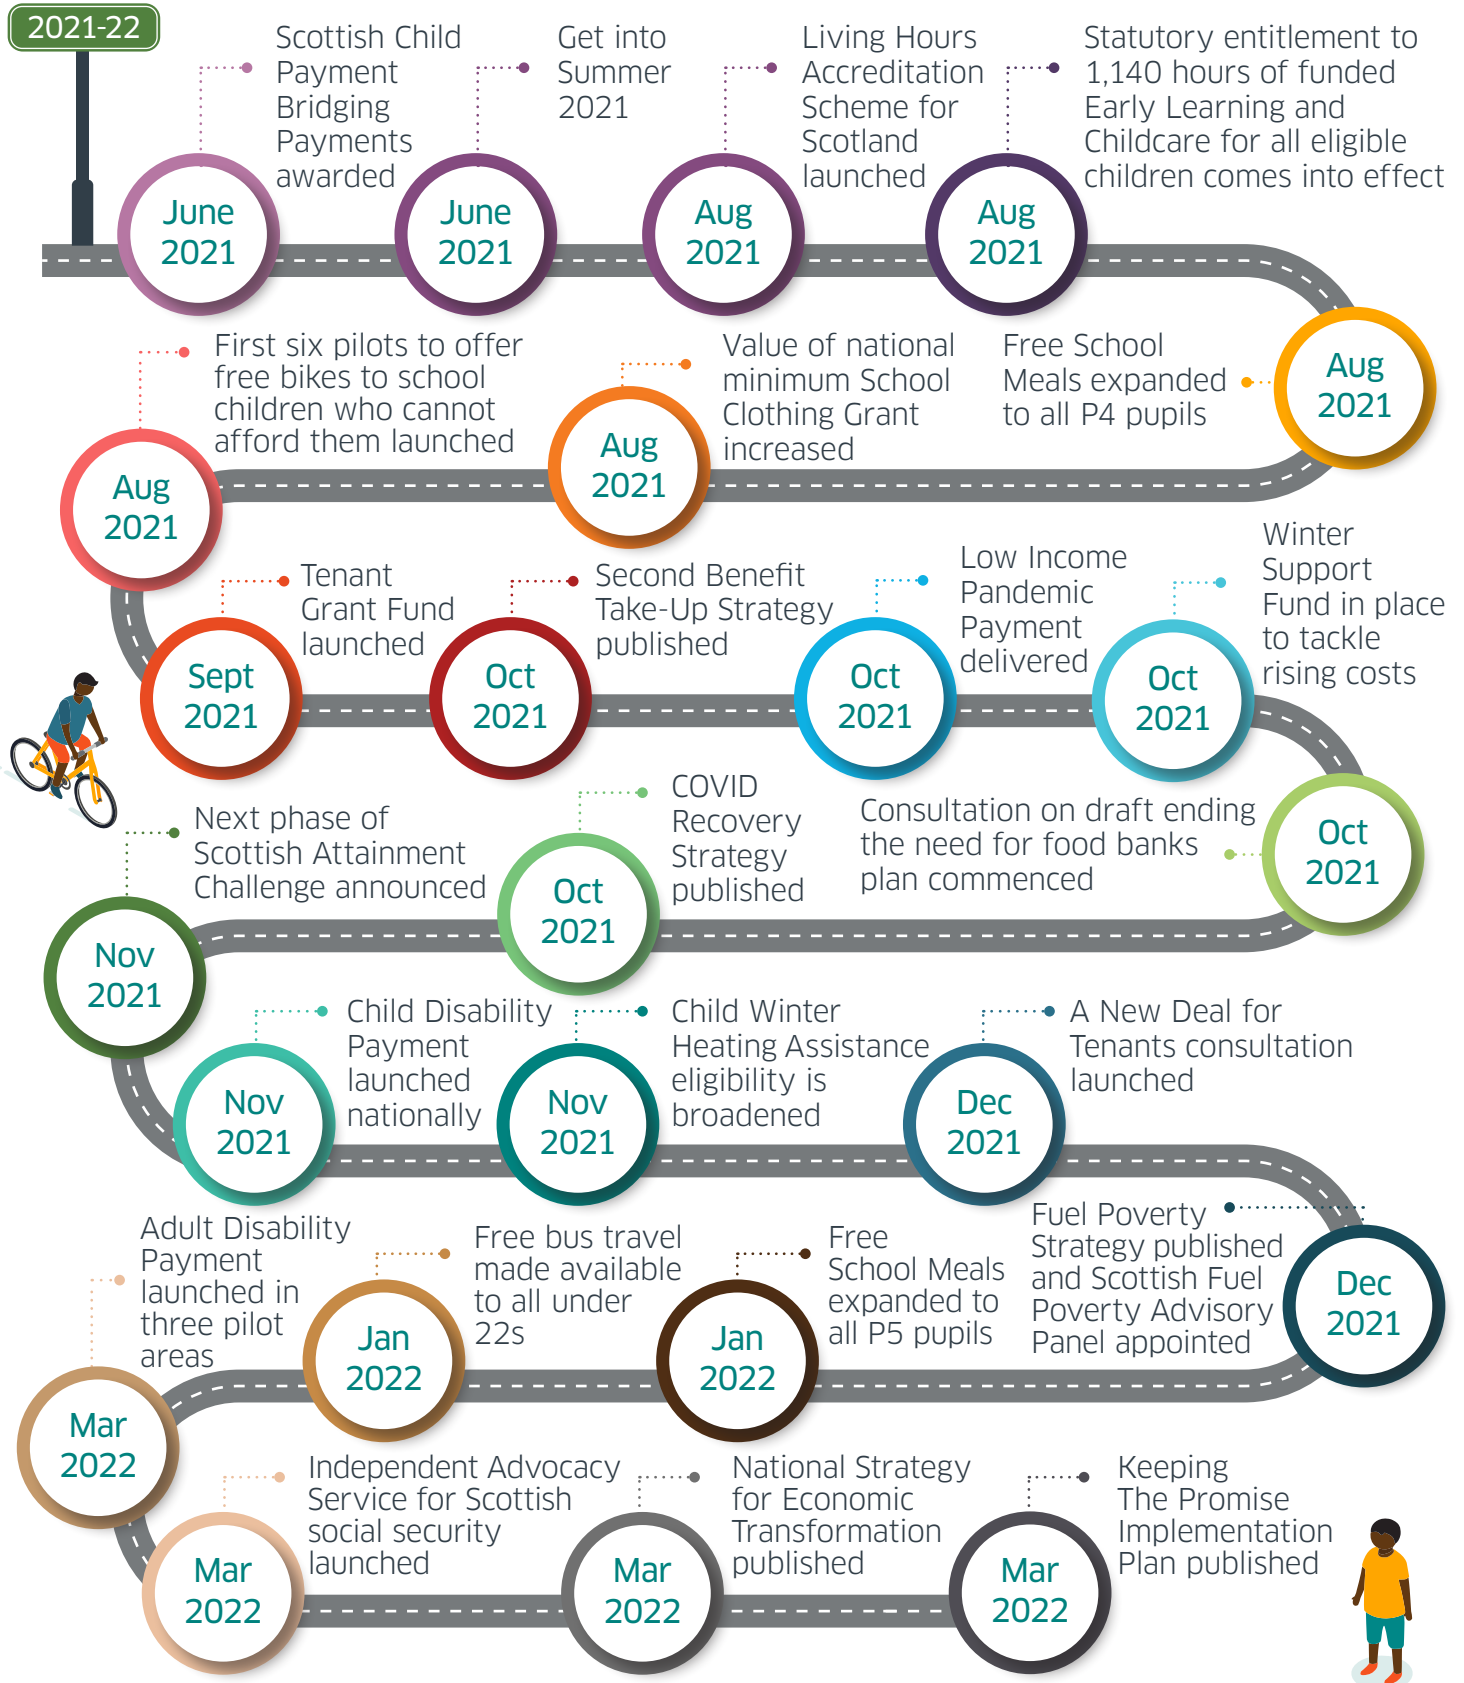 2021-22
Scottish Child
Payment
Bridging
Payments
awarded
June
2021
Get into
Summer
2021
June
2021
Living Hours
Accreditation
Scheme for
Scotland
launched
Aug
2021
Statutory entitlement to
1,140 hours of funded
Early Learning and
Childcare for all eligible
children comes into effect
Aug
2021
Free School
Meals expanded
to all P4 pupils
Aug
2021
Value of national
minimum School
Clothing Grant
increased
Aug
2021
First six pilots to offer
free bikes to school
children who cannot
afford them launched
Aug
2021
Tenant
Grant Fund
launched
Sept
2021
Second Benefit
Take-Up Strategy
published
Oct
2021
Low Income
Pandemic
Payment
delivered
Oct
2021
Winter
Support
Fund in place
to tackle
rising costs
Oct
2021
Consultation on draft ending
the need for food banks
plan commenced
Oct
2021
COVID
Recovery
Strategy
published
Oct
2021
Next phase of
Scottish Attainment
Challenge announced
Nov
2021
Child Disability
Payment
launched
nationally
Nov
2021
Child Winter
Heating Assistance
eligibility is
broadened
Nov
2021
A New Deal for
Tenants consultation
launched
Dec
2021
Fuel Poverty
Strategy published
and Scottish Fuel
Poverty Advisory
Panel appointed
Dec
2021
Free
School Meals
expanded to
all P5 pupils
Jan
2022
Free bus travel
made available
to all under
22s
Jan
2022
Adult Disability
Payment
launched in
three pilot
areas
Mar
2022
Independent Advocacy
Service for Scottish
social security
launched
Mar
2022
National Strategy
for Economic
Transformation
published
Mar
2022
Keeping
The Promise
Implementation
Plan published
Mar
2022